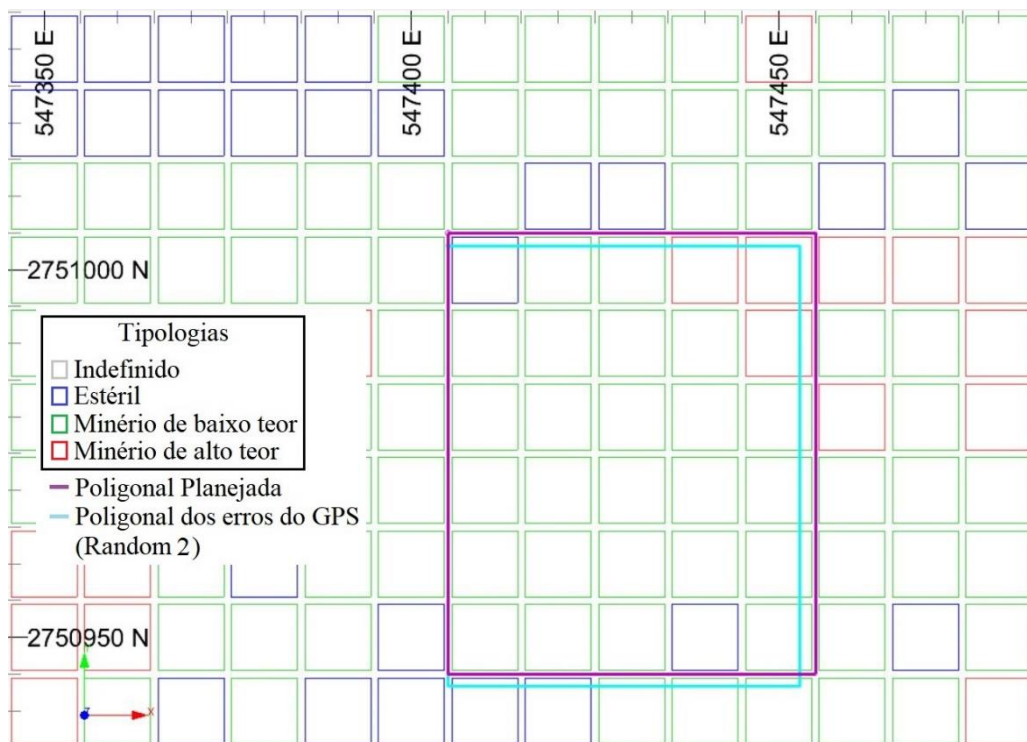 547350 E
547400 E
547450 E
2751000 N
Tipologias
Indefinido
Estéril
Minério de baixo teor
Minério de alto teor
Poligonal Planejada
Poligonal dos erros do GPS
(Random 2)
2750950 N
X